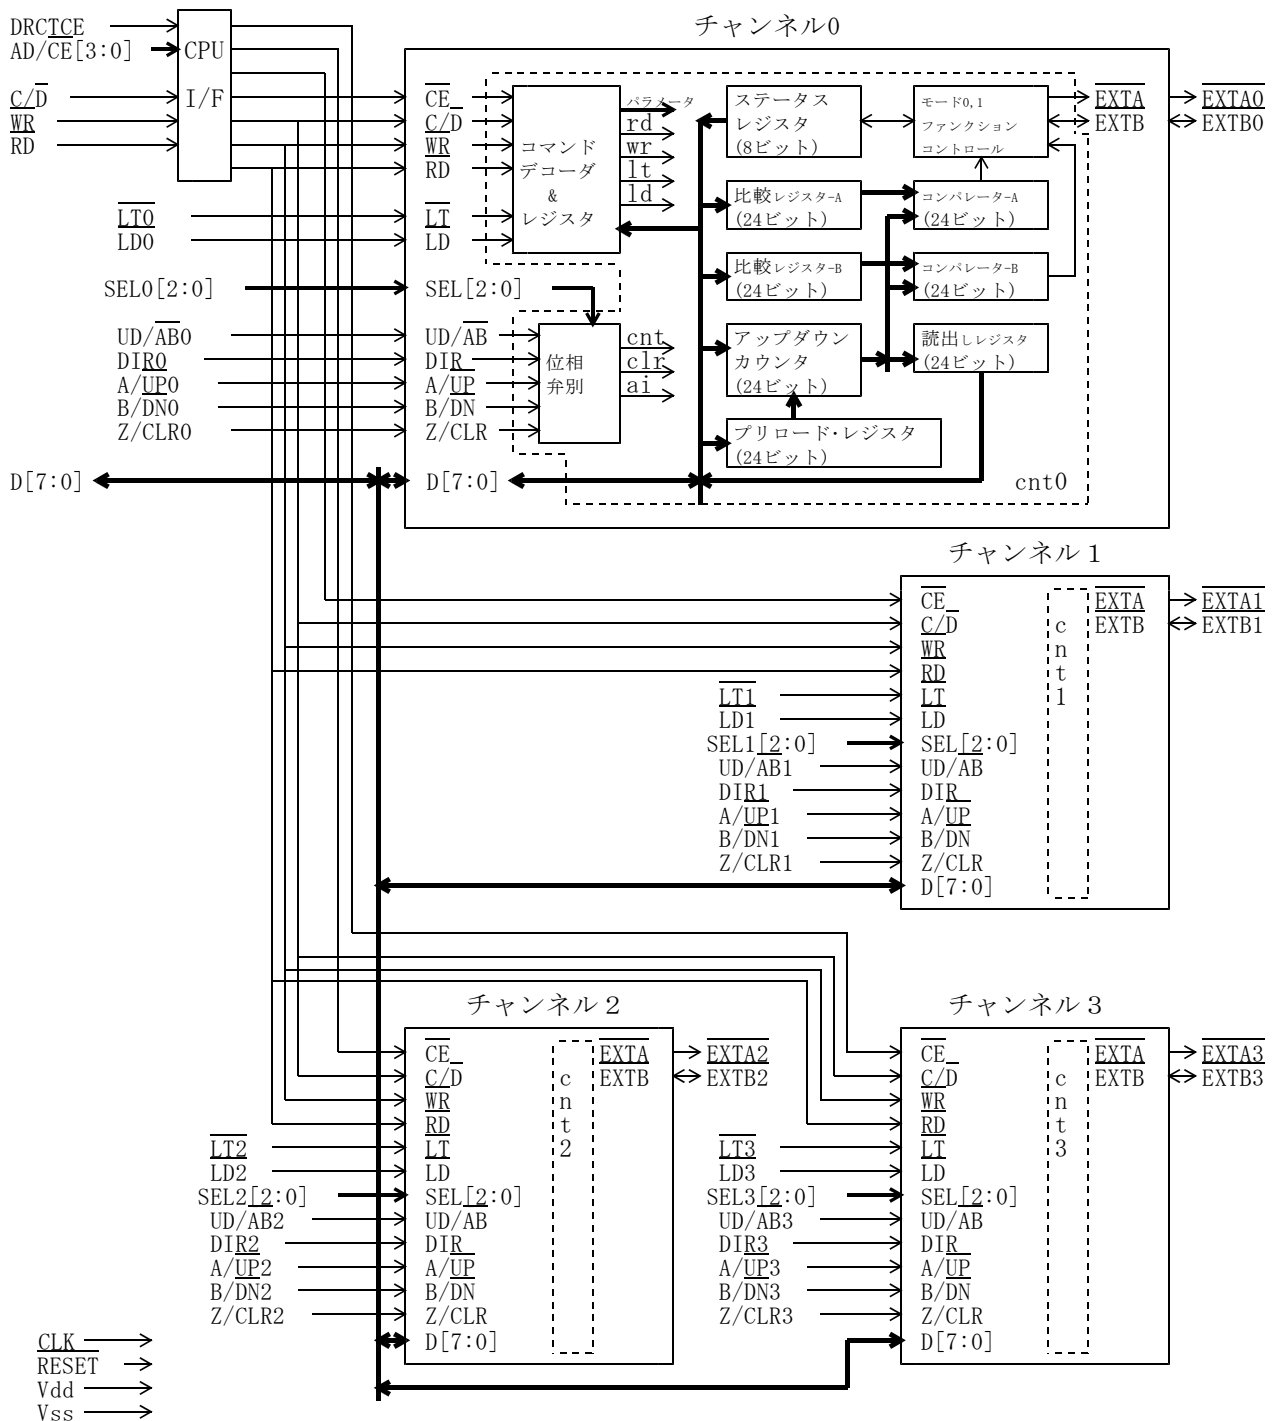 チャンネル0
DRCTCE
AD/CE[3:0]
C/D
WR
RD
CPU
I/F
LT0
LD0
SEL0[2:0]
UD/AB0
DIR0
A/UP0
B/DN0
Z/CLR0
D[7:0]
CE
C/D
WR
RD
LT
LD
SEL[2:0]
UD/AB
DIR
A/UP
B/DN
Z/CLR
D[7:0]
コマンド
デコーダ
&
レジスタ
パラメータ
rd
wr
lt
ld
位相
弁別
cnt
clr
ai
ステータス
レジスタ
(8ビット)
比較レジスター-A
(24ビット)
比較レジスタ-B
(24ビット)
アップダウン
カウンタ
(24ビット)
プリロード・レジスタ
(24ビット)
モード0,1
ファンクション
コントロール
コンパレーター-A
(24ビット)
コンパレータ-B
(24ビット)
読出しレジスタ
(24ビット)
cnt0
EXTA
EXTB
EXTA0
EXTB0
チャンネル１
LT1
LD1
SEL1[2:0]
UD/AB1
DIR1
A/UP1
B/DN1
Z/CLR1
CE
C/D
WR
RD
LT
LD
SEL[2:0]
UD/AB
DIR
A/UP
B/DN
Z/CLR
D[7:0]
cnt1
EXTA
EXTB
EXTA1
EXTB1
チャンネル２
LT2
LD2
SEL2[2:0]
UD/AB2
DIR2
A/UP2
B/DN2
Z/CLR2
CE
C/D
WR
RD
LT
LD
SEL[2:0]
UD/AB
DIR
A/UP
B/DN
Z/CLR
D[7:0]
cnt2
EXTA
EXTB
EXTA2
EXTB2
チャンネル３
LT3
LD3
SEL3[2:0]
UD/AB3
DIR3
A/UP3
B/DN3
Z/CLR3
CE
C/D
WR
RD
LT
LD
SEL[2:0]
UD/AB
DIR
A/UP
B/DN
Z/CLR
D[7:0]
cnt3
EXTA
EXTB
EXTA3
EXTB3
CLK
RESET
Vdd
Vss